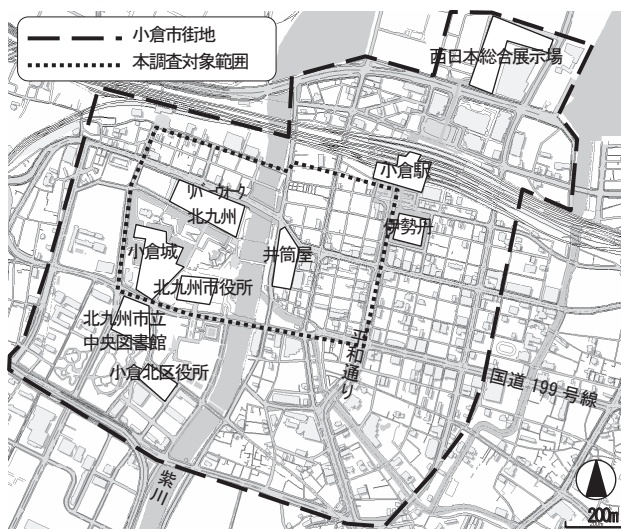 小倉市街地
本調査対象範囲
西日本総合展示場
小倉駅
リバーウォーク
北九州
伊勢丹
小倉城
井筒屋
北九州市役所
北九州市立
中央図書館
平和通り
小倉北区役所
国道199号線
紫川
200m